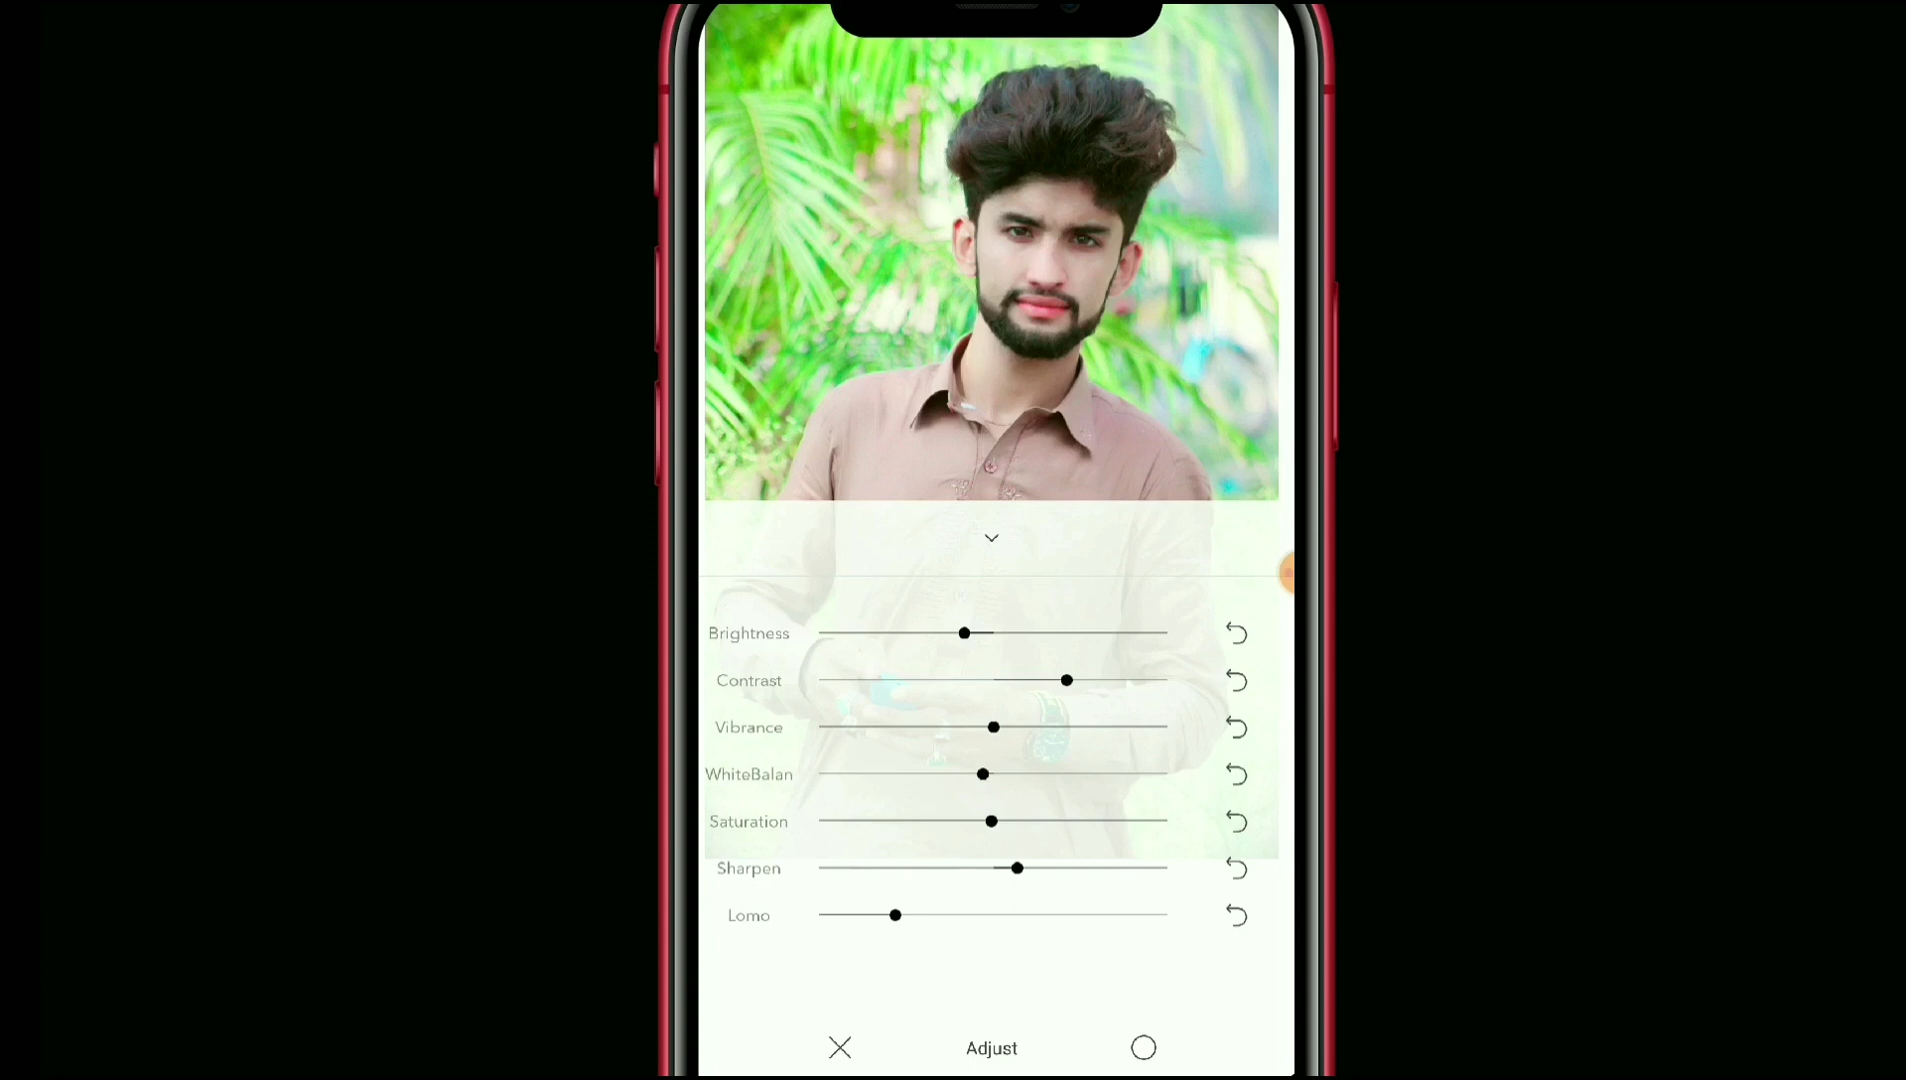 Brightness
Contrast
Vibrance
WhiteBalan
Saturation
Sharpen
Lomo
Adjust